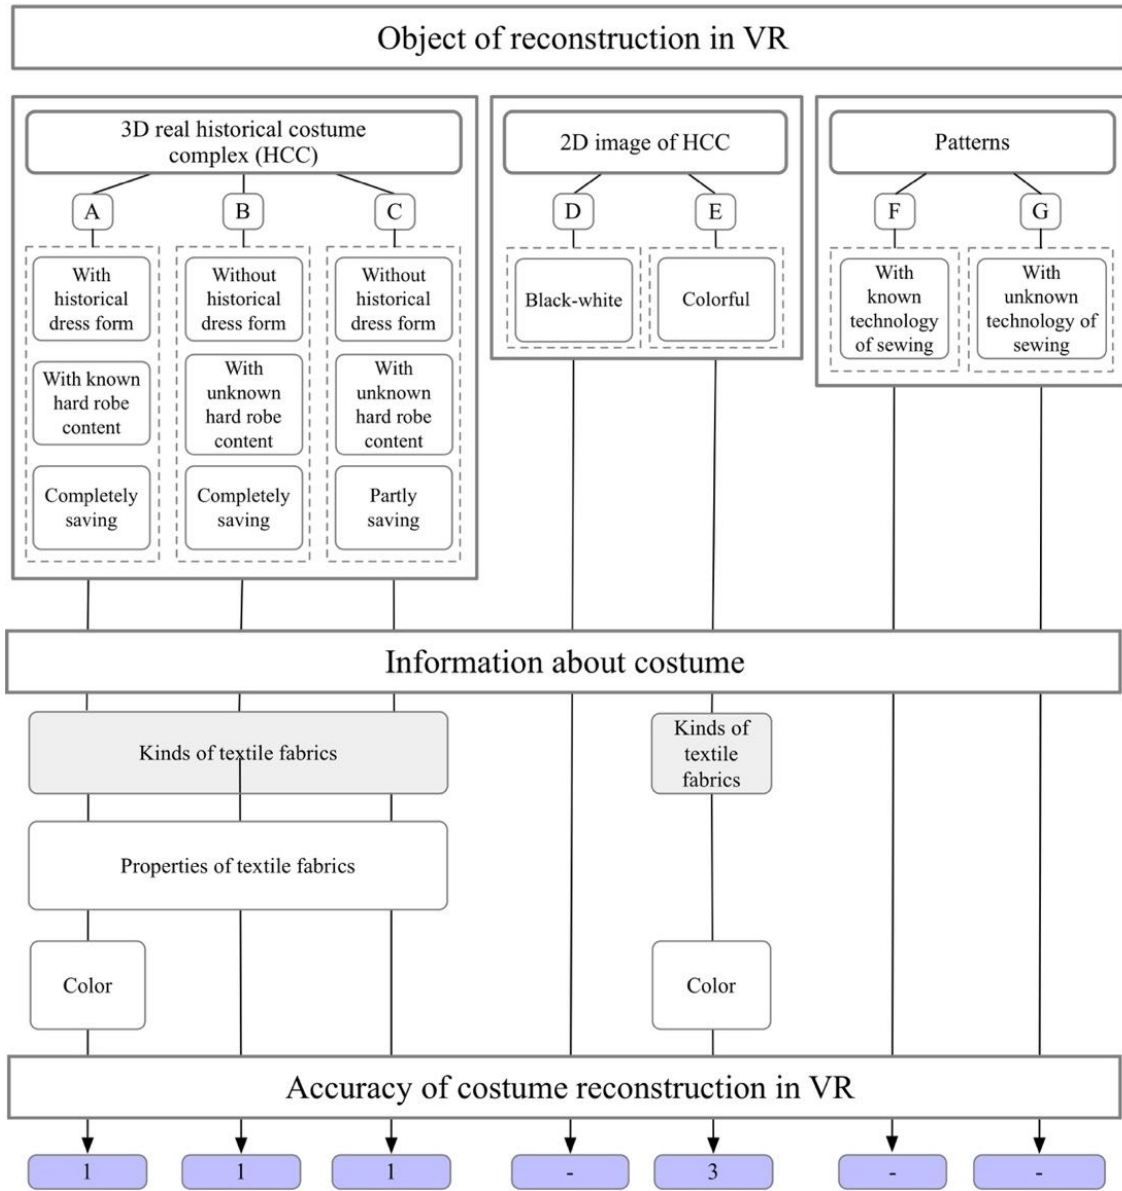 Object of reconstruction in VR
3D real historical costume
complex (HCC)
2D image of HCC
Patterns
A
B
C
D
E
F
G
With
historical
dress form
Without
historical
dress form
Without
historical
dress form
Black-white
Colorful
With
known
technology
of sewing
With
unknown
technology of
sewing
With known
hard robe
content
With
unknown
hard robe
content
With
unknown
hard robe
content
Completely
saving
Completely
saving
Partly
saving
Information about costume
Kinds of textile fabrics
Kinds of
textile
fabrics
Properties of textile fabrics
Color
Color
Accuracy of costume reconstruction in VR
1
1
1
-
3
-
-